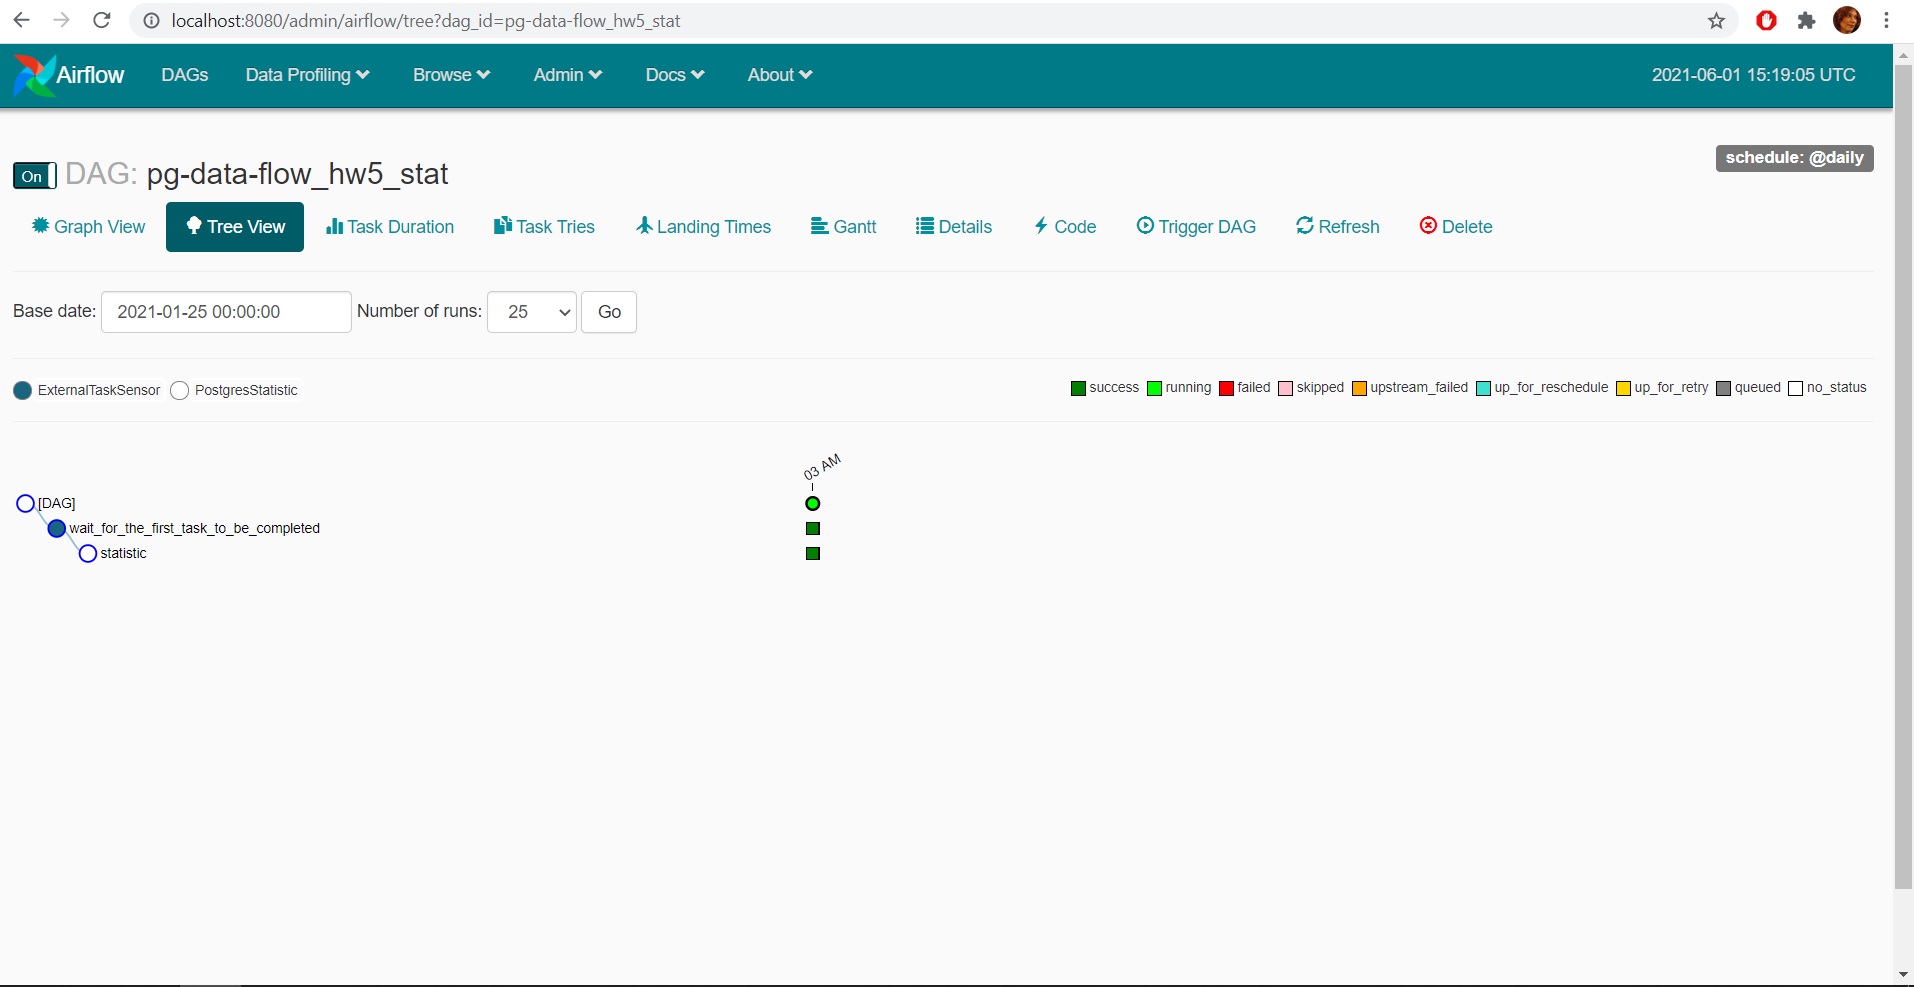 localhost:8080/admin/airflow/tree?dag_id=pg-data-flow_hw5_stat
Airflow DAGs Data Profiling Browse Admin Docs About 2021-06-01 15:19:05 UTC
schedule: @daily
On DAG: pg-data-flow_hw5_stat
Graph View Tree View Task Duration Task Tries Landing Times Gantt Details Code Trigger DAG Refresh Delete
Base date: 2021-01-25 00:00:00 Number of runs: 25 Go
ExternalTaskSensor PostgresStatistic success running failed skipped upstream_failed up_for_reschedule up_for_retry queued no_status
03 AM
[DAG]
wait_for_the_first_task_to_be_completed
statistic